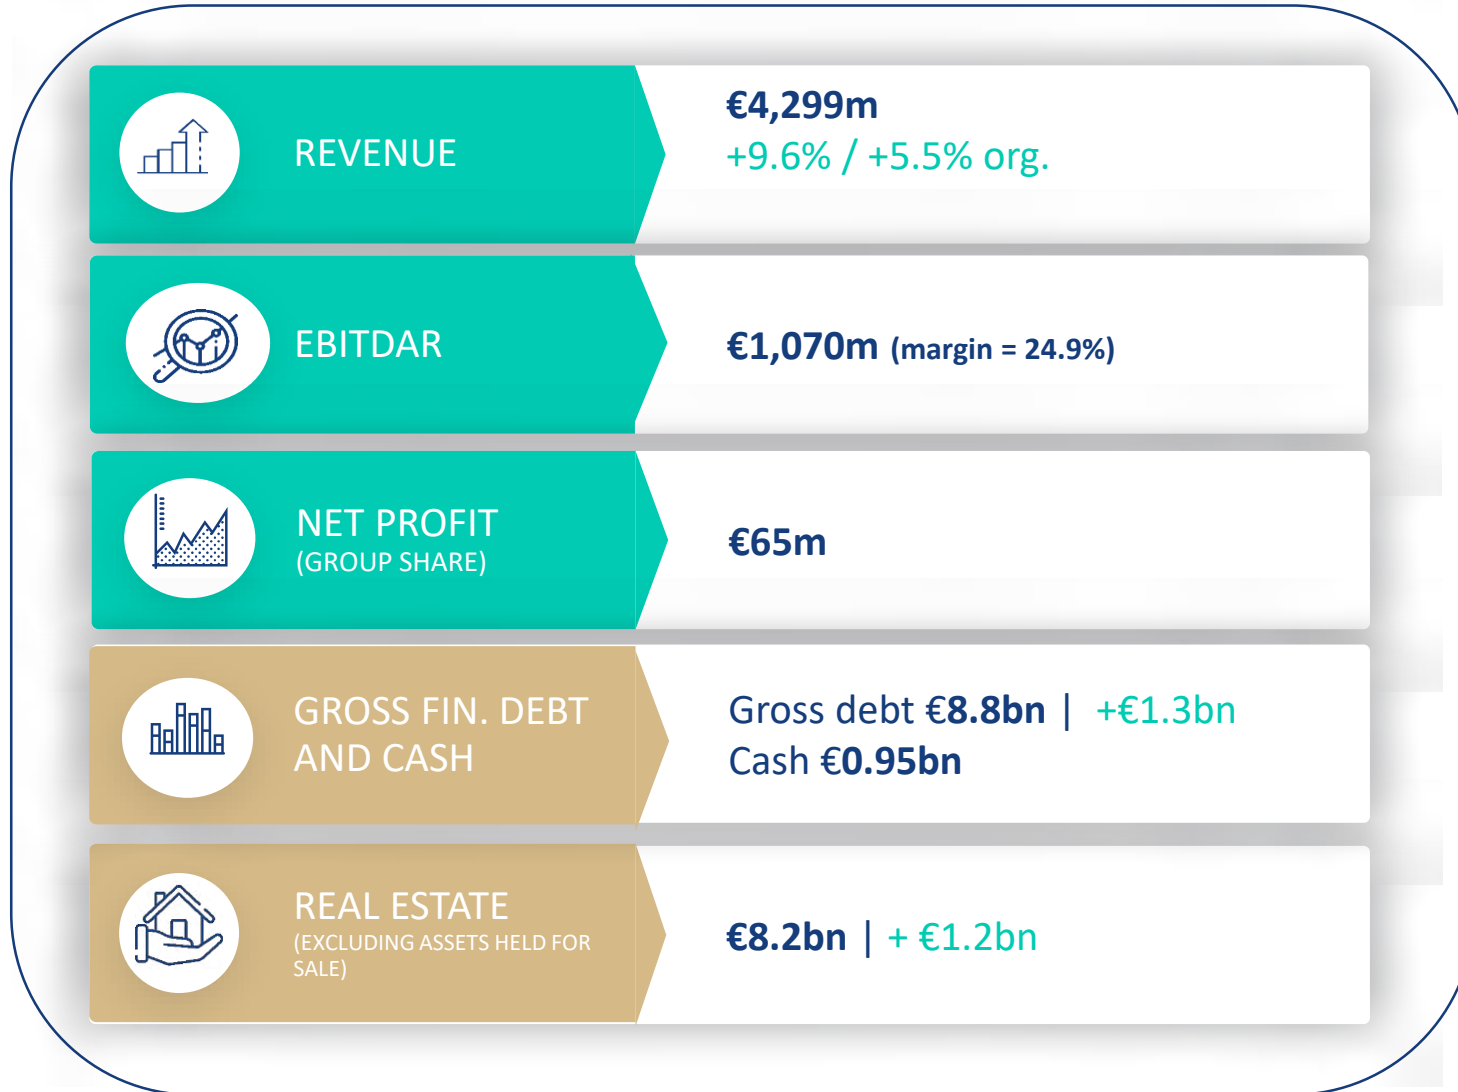 REVENUE
€4,299m
+9.6% / +5.5% org.
EBITDAR
€1,070m (margin = 24.9%)
NET PROFIT
(GROUP SHARE)
€65m
GROSS FIN. DEBT
AND CASH
Gross debt €8.8bn | +€1.3bn
Cash €0.95bn
REAL ESTATE
(EXCLUDING ASSETS HELD FOR
SALE)
€8.2bn | + €1.2bn